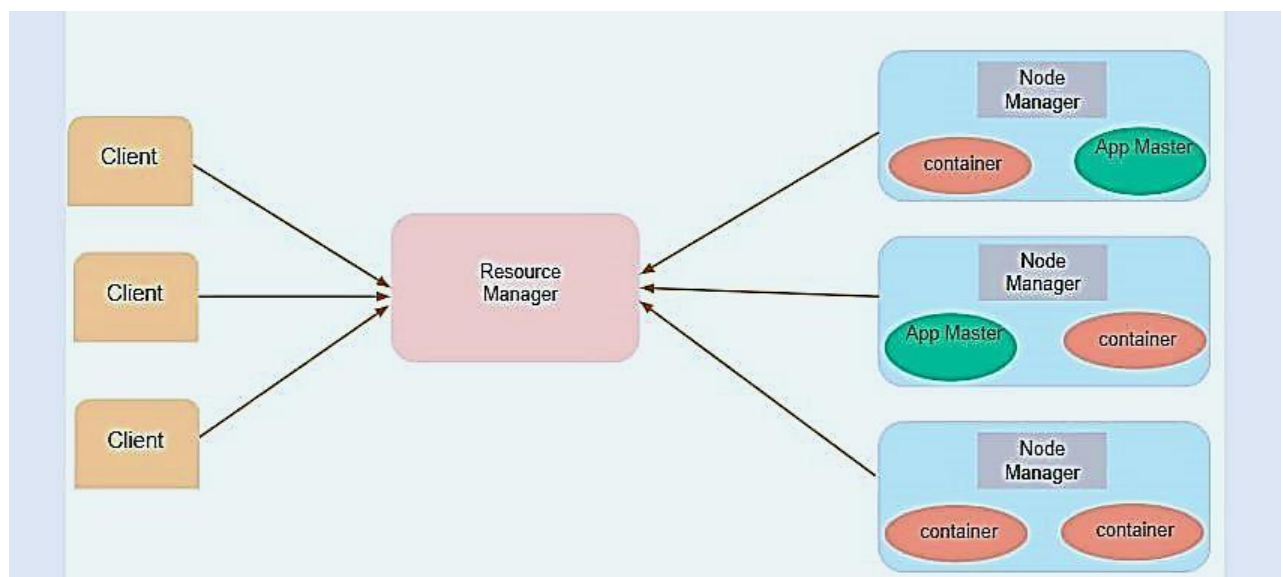 Client
Client
Client
Resource
Manager
Node
Manager
container
App Master
Node
Manager
App Master
container
Node
Manager
container
container